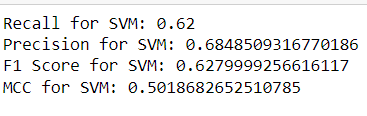 Recall for SVM: 0.62
Precision for SVM: 0.6848509316770186
F1 Score for SVM: 0.6279999256616117
MCC for SVM: 0.5018682652510785